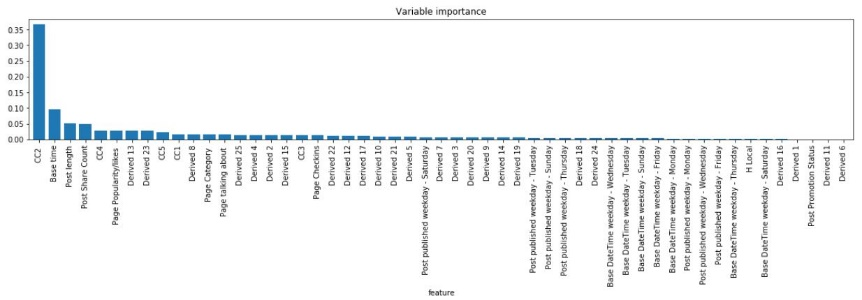 Variable importance
0.35
0.30
0.25
0.20
0.15
0.10
0.05
0.00
CC2
Base time
Post length
Post Share Count
CC4
Page Popularity/likes
Derived 13
Derived 23
CC5
CC1
Derived 8
Page Category
Page talking about
Derived 25
Derived 4
Derived 2
Derived 15
CC3
Page Checkins
Derived 22
Derived 12
Derived 17
Derived 10
Derived 21
Derived 5
Post published weekday - Saturday
Derived 7
Derived 3
Derived 20
Derived 9
Derived 14
Derived 19
Post published weekday - Tuesday
Post published weekday - Sunday
Post published weekday - Thursday
Derived 18
Derived 24
Base DateTime weekday - Wednesday
Base DateTime weekday - Tuesday
Base DateTime weekday - Sunday
Base DateTime weekday - Friday
Base DateTime weekday - Monday
Post published weekday - Monday
Post published weekday - Wednesday
Post published weekday - Friday
Base DateTime weekday - Thursday
H Local
Base DateTime weekday - Saturday
Derived 16
Derived 1
Post Promotion Status
Derived 11
Derived 6
feature